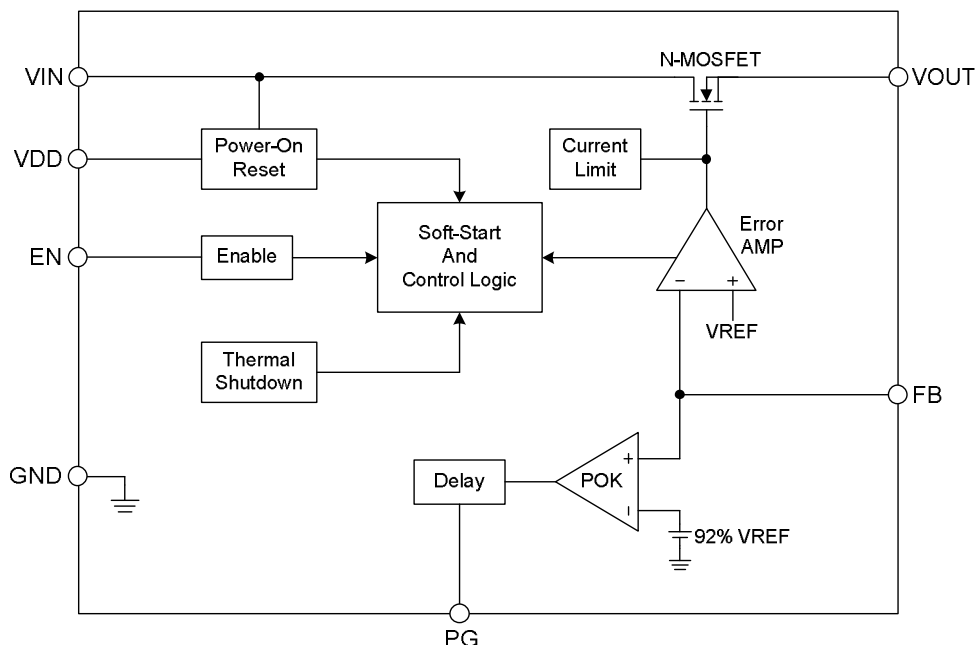 N-MOSFET
VIN
VOUT
Power-On
Reset
Current
Limit
VDD
Soft-Start
And
Control Logic
Error
AMP
EN
Enable
−
+
VREF
Thermal
Shutdown
FB
GND
Delay
POK
+
−
92% VREF
PG